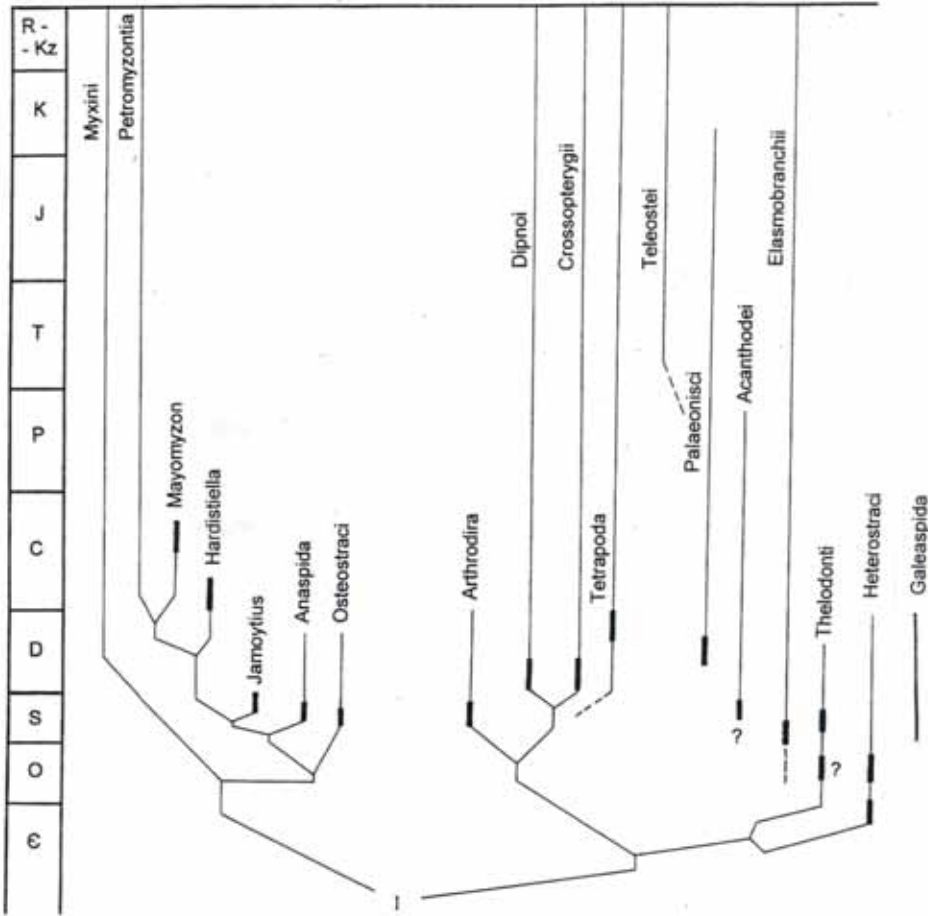 R -
- Kz
K
J
T
P
C
D
S
O
Є
Myxini
Petromyzontia
Mayomyzon
Hardistiella
Jamoytius
Anaspida
Osteostraci
Arthrodira
Dipnoi
Crossopterygii
Tetrapoda
Teleostei
Palaeonisci
Acanthodei
?
Elasmobranchii
Thelodonti
?
Heterostraci
Galeaspida
I